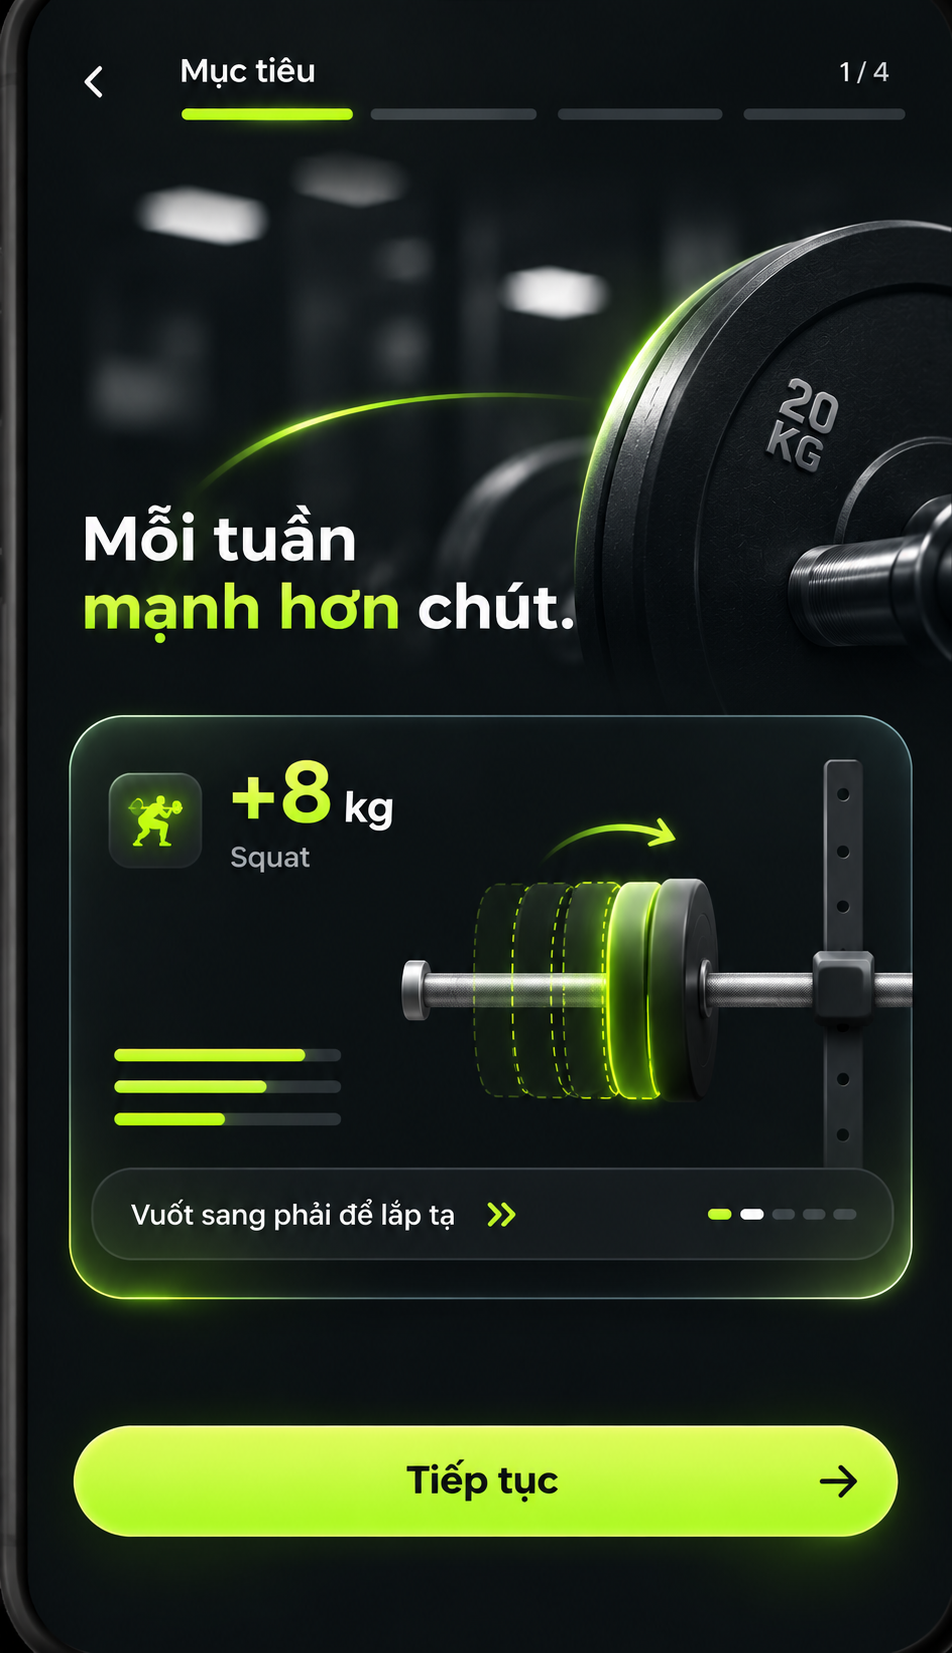 Mục tiêu
1 / 4
20
KG
Mỗi tuần
mạnh hơn chút.
+8 kg
Squat
Vuốt sang phải để lắp tạ
Tiếp tục